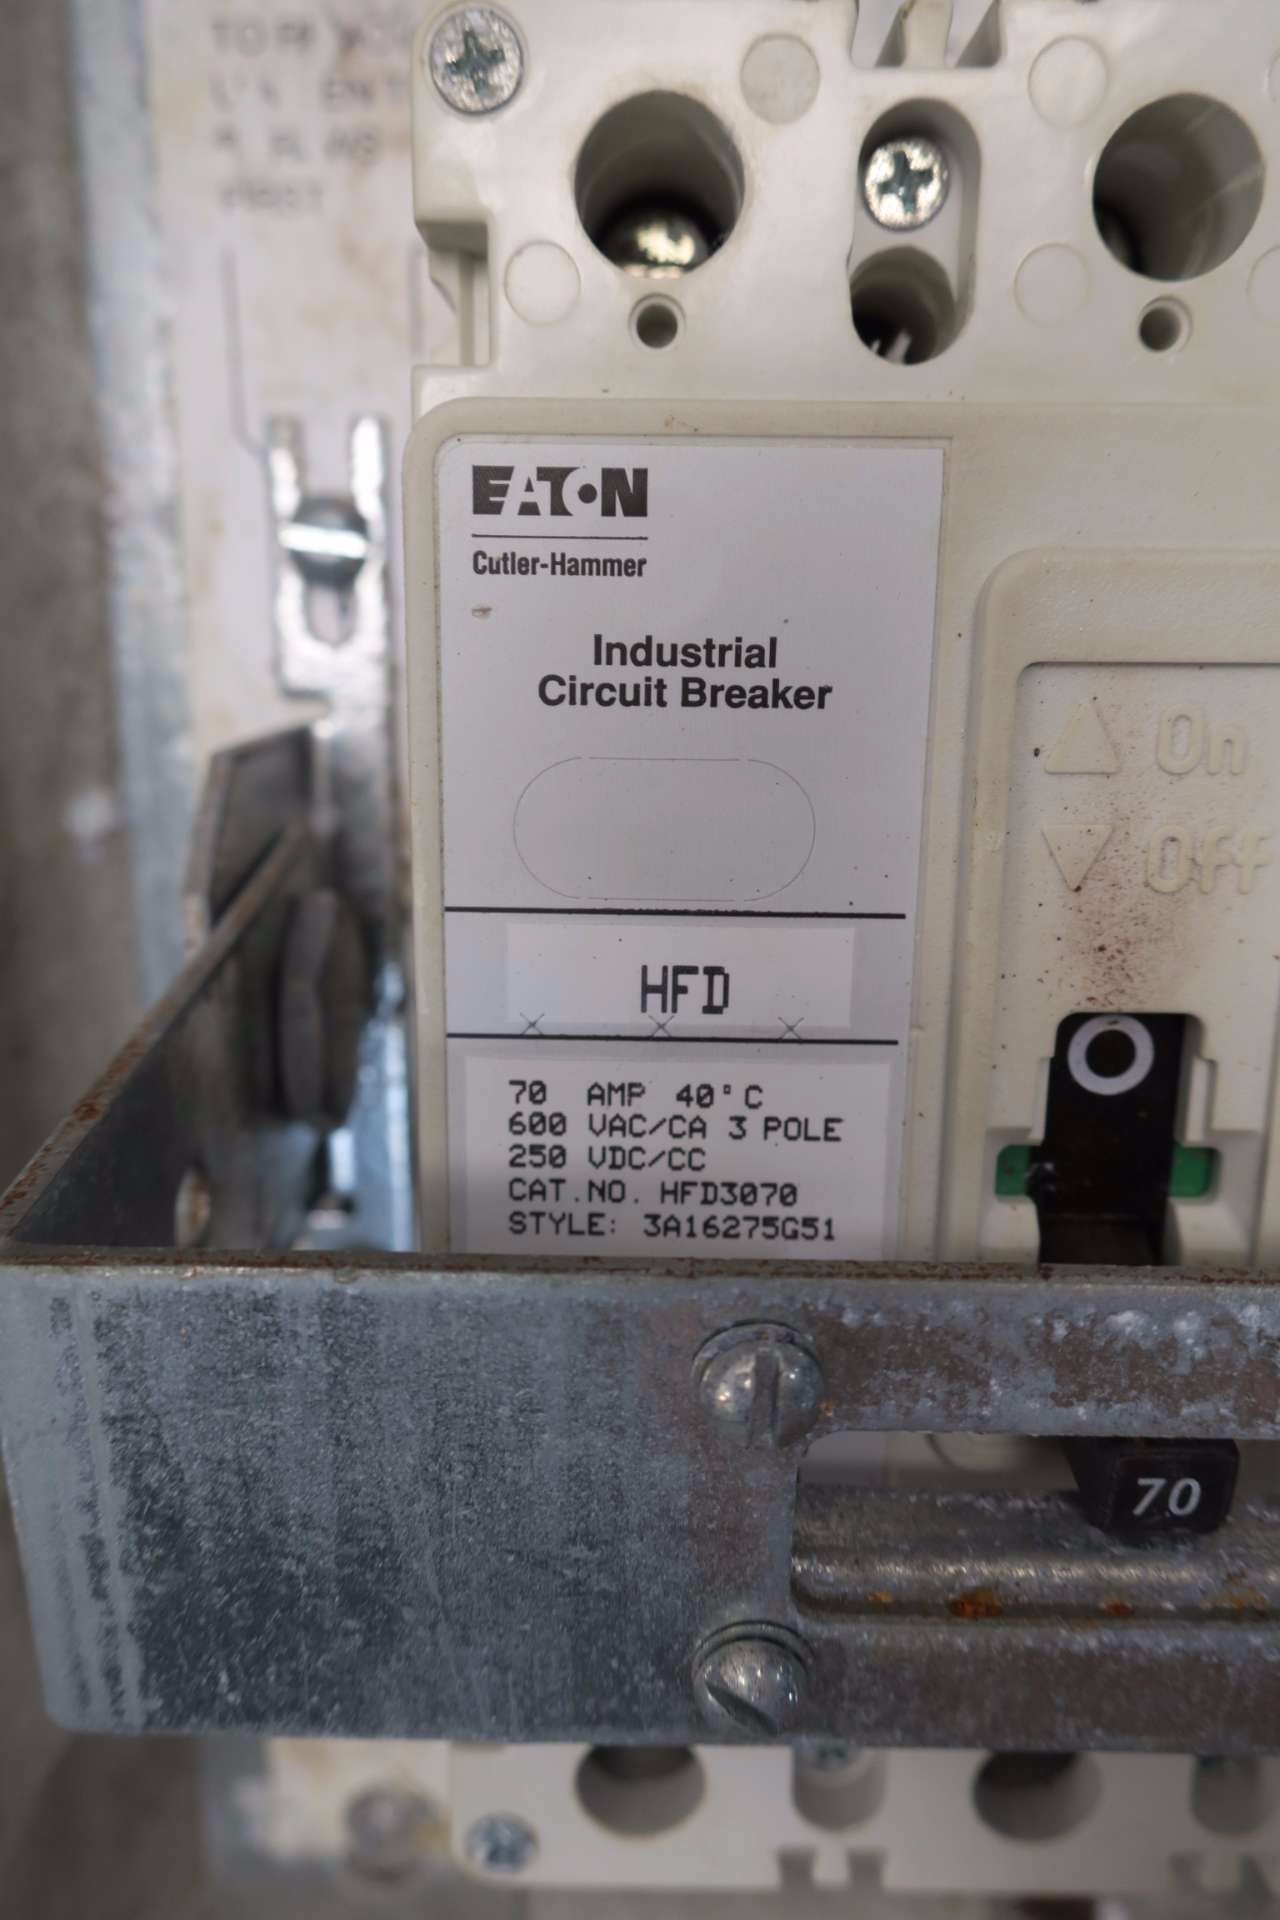 FIRST
EATON
Cutler-Hammer
Industrial
Circuit Breaker
On
Off
HFD
70 AMP 40°C
600 VAC/CA 3 POLE
250 VDC/CC
CAT.NO. HFD3070
STYLE: 3A16275G51
70